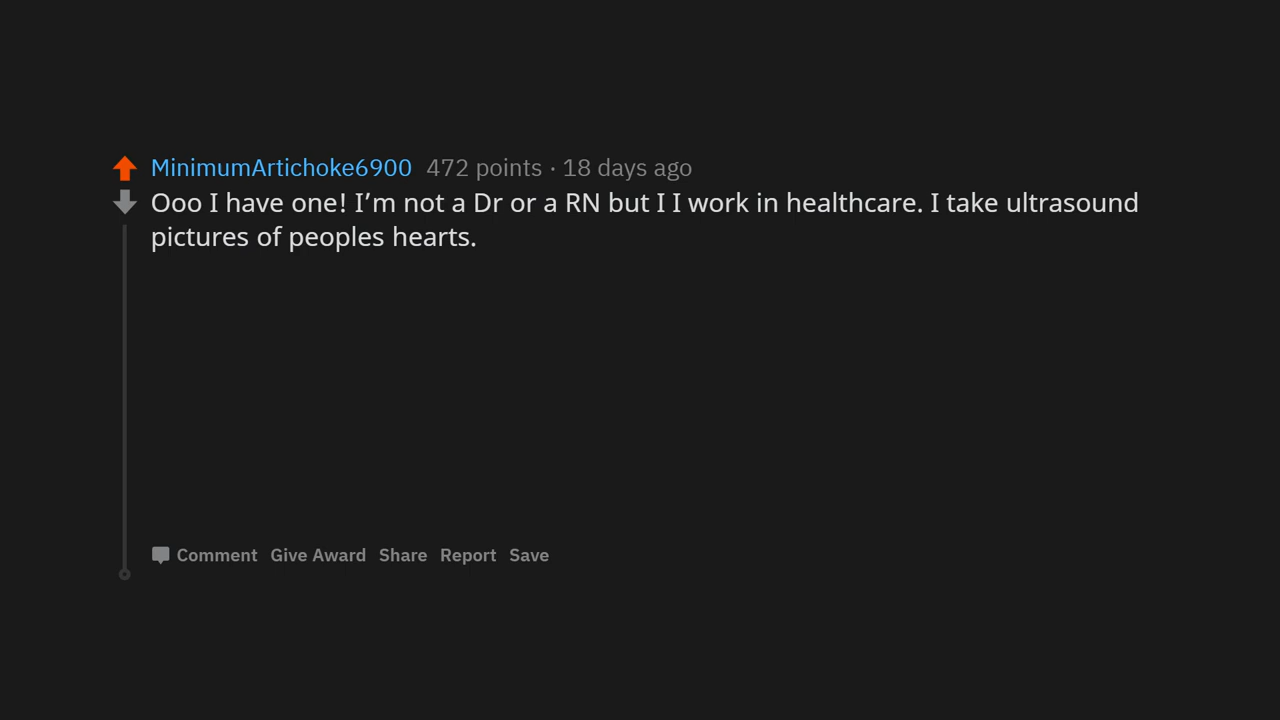 MinimumArtichoke6900 472 points · 18 days ago
Ooo I have one! I’m not a Dr or a RN but I I work in healthcare. I take ultrasound
pictures of peoples hearts.
Comment Give Award Share Report Save